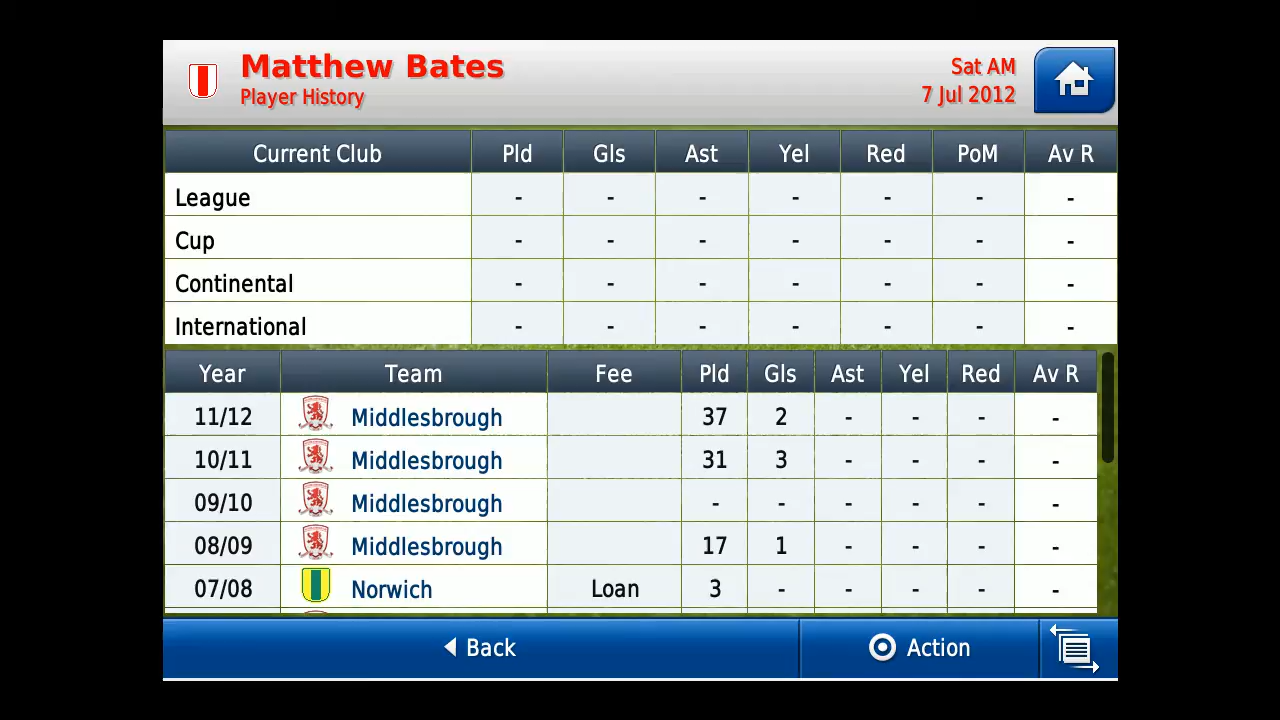 Matthew Bates
Player History
Sat AM
7 Jul 2012
Current Club Pld Gls Ast Yel Red PoM Av R
League - - - - - - -
Cup - - - - - - -
Continental - - - - - - -
International - - - - - - -
Year Team Fee Pld Gls Ast Yel Red Av R
11/12 Middlesbrough 37 2 - - - -
10/11 Middlesbrough 31 3 - - - -
09/10 Middlesbrough - - - - - -
08/09 Middlesbrough 17 1 - - - -
07/08 Norwich Loan 3 - - - - -
Back
Action